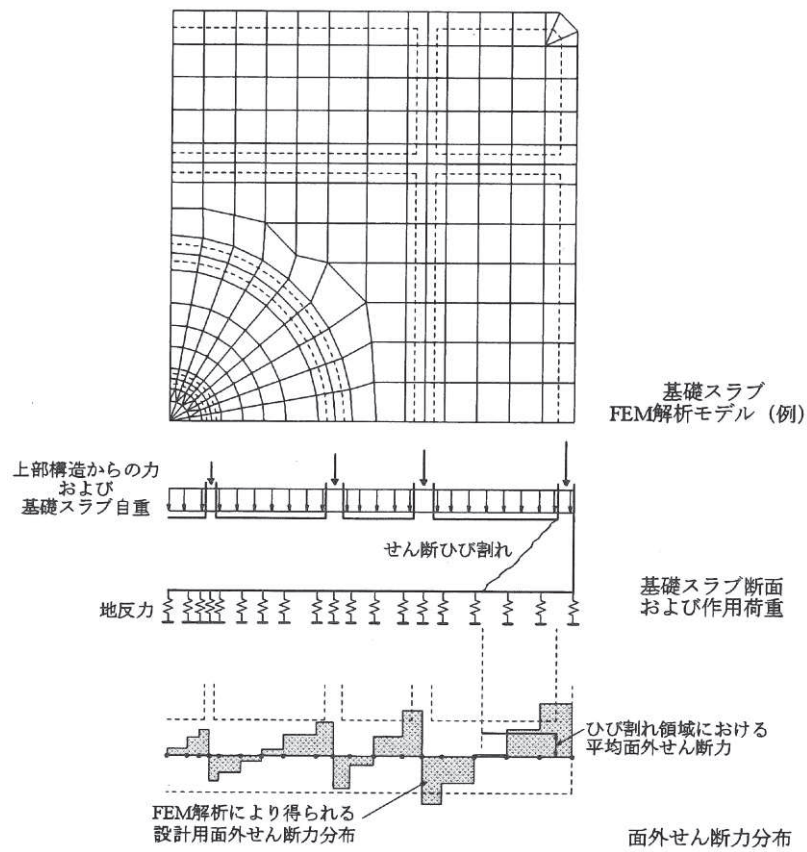 基礎スラブ
FEM解析モデル（例）
上部構造からの力
および
基礎スラブ自重
せん断ひび割れ
地反力
基礎スラブ断面
および作用荷重
ひび割れ領域における
平均面外せん断力
FEM解析により得られる
設計用面外せん断力分布
面外せん断力分布